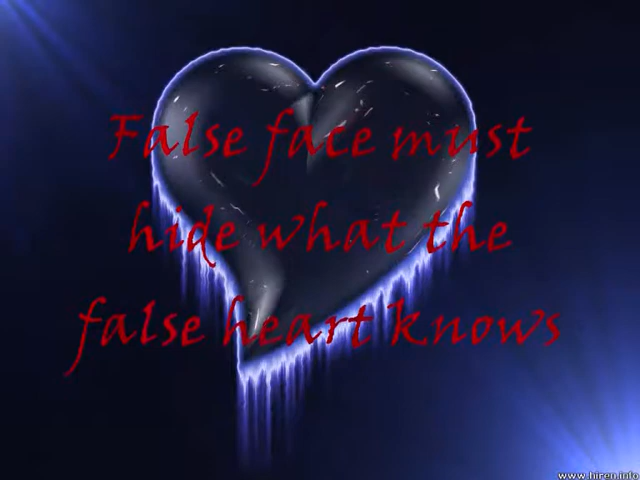 False face must
hide what the
false heart knows
www.hiren.info